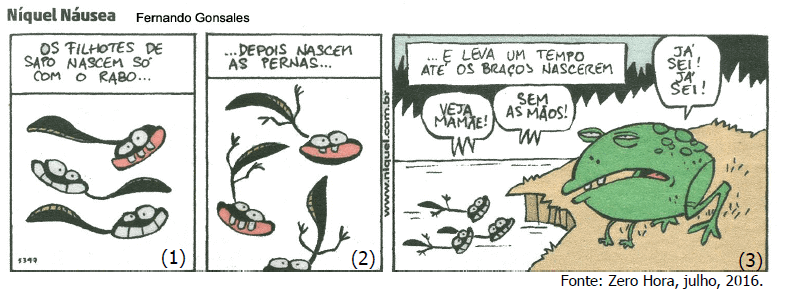 Níquel Náusea
Fernando Gonsales
OS FILHOTES DE
SAPO NASCEM SÓ
COM O RABO...
5397
(1)
...DEPOIS NASCEM
AS PERNAS...
(2)
www.niquel.com.br
...E LEVA UM TEMPO
ATÉ OS BRAÇOS NASCEREM
VEJA
MAMÃE!
SEM
AS MÃOS!
JÁ
SEI!
JÁ
SEI!
(3)
Fonte: Zero Hora, julho, 2016.